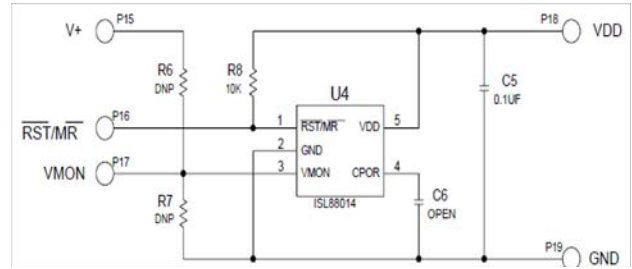 P15
V+
P18
VDD
R6
DNP
R8
10K
U4
C5
0.1UF
P16
RST/MR
1
RST/MR
VDD
5
2
GND
P17
VMON
3
VMON
CPOR
4
ISL88014
C6
OPEN
R7
DNP
P19
GND